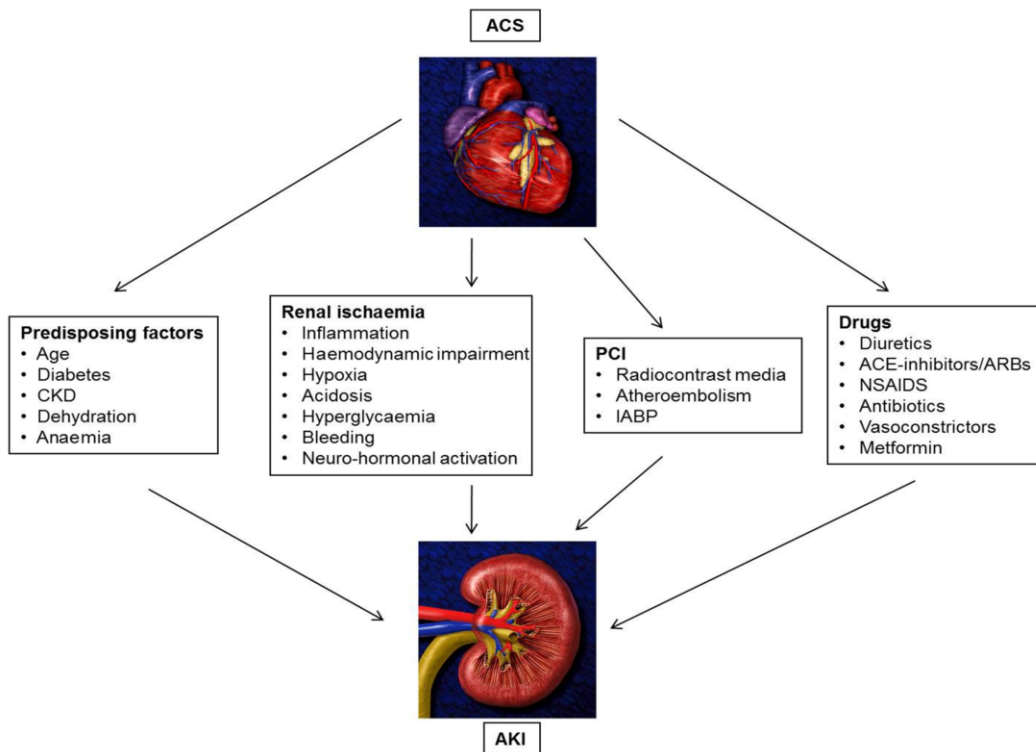 ACS
Predisposing factors
• Age
• Diabetes
• CKD
• Dehydration
• Anaemia
Renal ischaemia
• Inflammation
• Haemodynamic impairment
• Hypoxia
• Acidosis
• Hyperglycaemia
• Bleeding
• Neuro-hormonal activation
PCI
• Radiocontrast media
• Atheroembolism
• IABP
Drugs
• Diuretics
• ACE-inhibitors/ARBs
• NSAIDS
• Antibiotics
• Vasoconstrictors
• Metformin
AKI